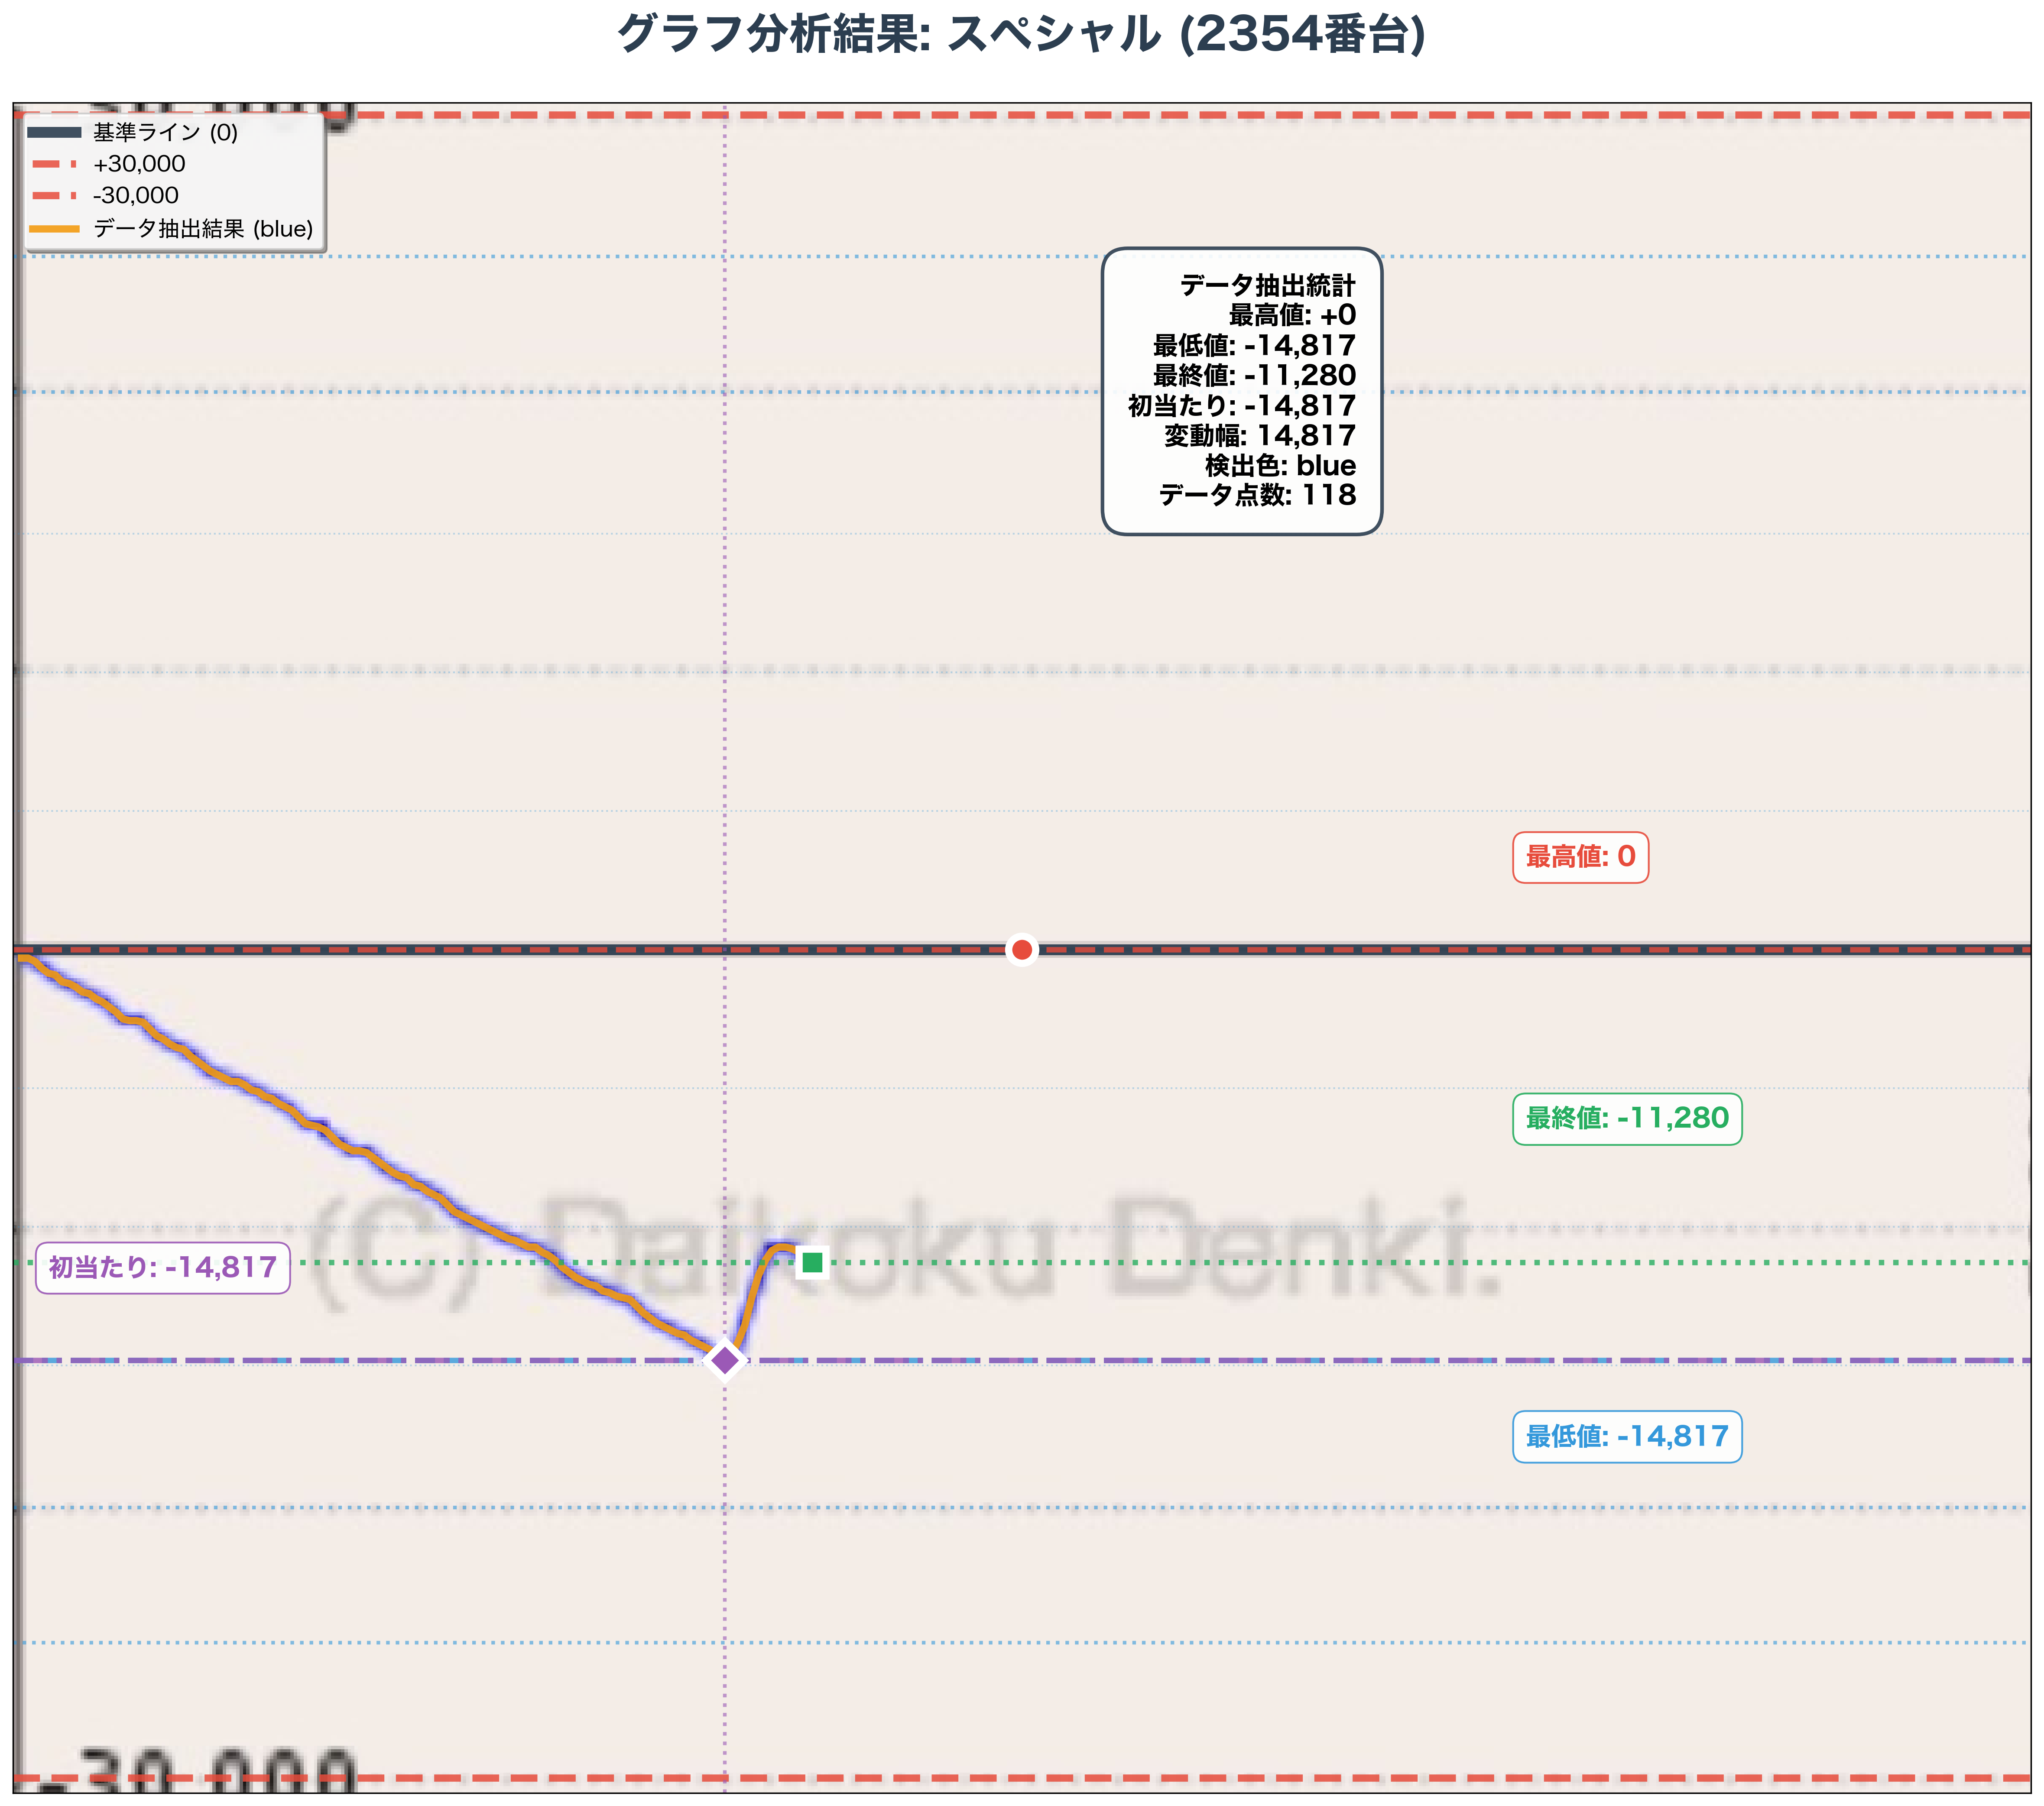 グラフ分析結果: スペシャル (2354番台)
基準ライン (0)
+30,000
-30,000
データ抽出結果 (blue)
データ抽出統計
最高値: +0
最低値: -14,817
最終値: -11,280
初当たり: -14,817
変動幅: 14,817
検出色: blue
データ点数: 118
最高値: 0
最終値: -11,280
(C) Daikoku Denki.
初当たり: -14,817
最低値: -14,817
-30,000